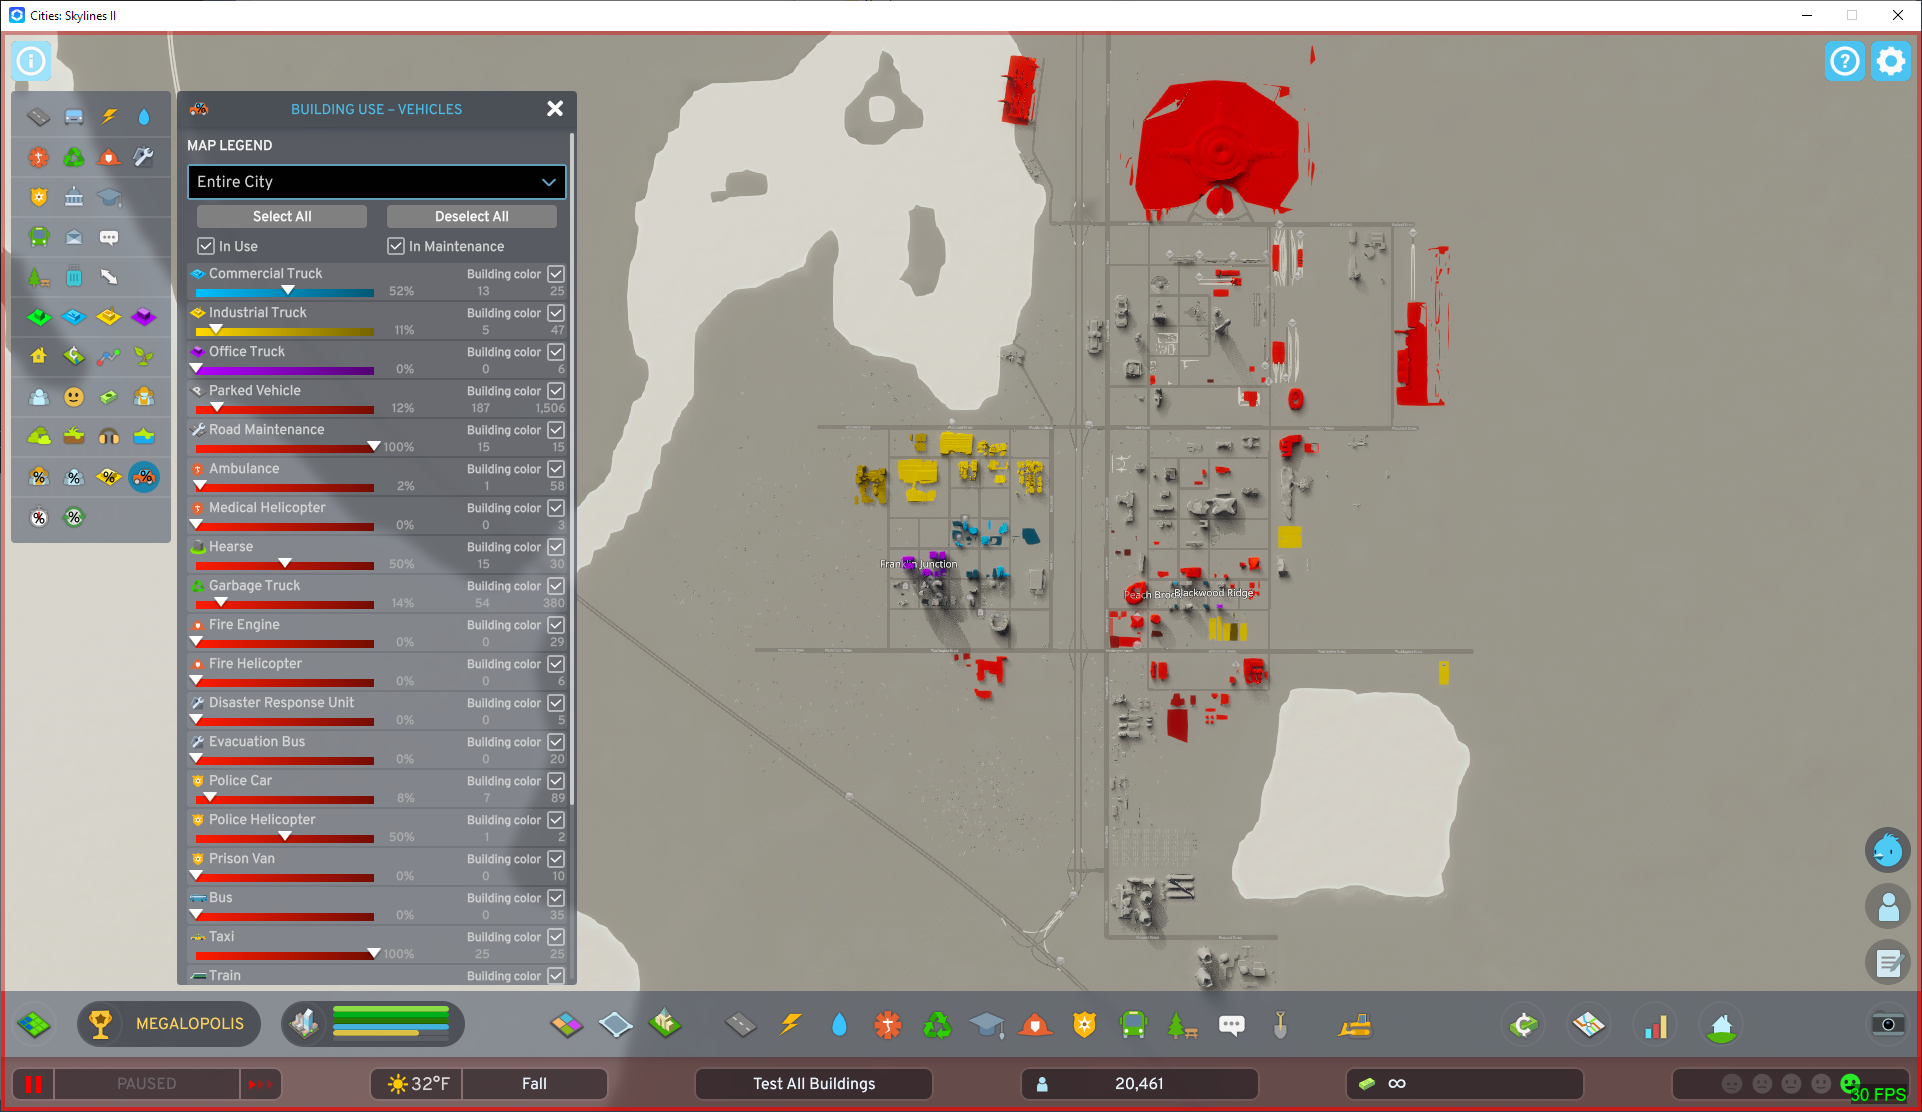 Cities: Skylines II
BUILDING USE – VEHICLES
MAP LEGEND
Entire City
Select All
Deselect All
In Use
In Maintenance
Commercial Truck Building color
52% 13 25
Industrial Truck Building color
11% 5 47
Office Truck Building color
0% 0 6
Parked Vehicle Building color
12% 187 1,506
Road Maintenance Building color
100% 15 15
Ambulance Building color
2% 1 58
Medical Helicopter Building color
0% 0 3
Hearse Building color
50% 15 30
Garbage Truck Building color
14% 54 380
Fire Engine Building color
0% 0 29
Fire Helicopter Building color
0% 0 6
Disaster Response Unit Building color
0% 0 5
Evacuation Bus Building color
0% 0 20
Police Car Building color
8% 7 89
Police Helicopter Building color
50% 1 2
Prison Van Building color
0% 0 10
Bus Building color
0% 0 35
Taxi Building color
100% 25 25
Train Building color
Franklin Junction
Blackwood Ridge
MEGALOPOLIS
PAUSED
32°F
Fall
Test All Buildings
20,461
∞
30 FPS